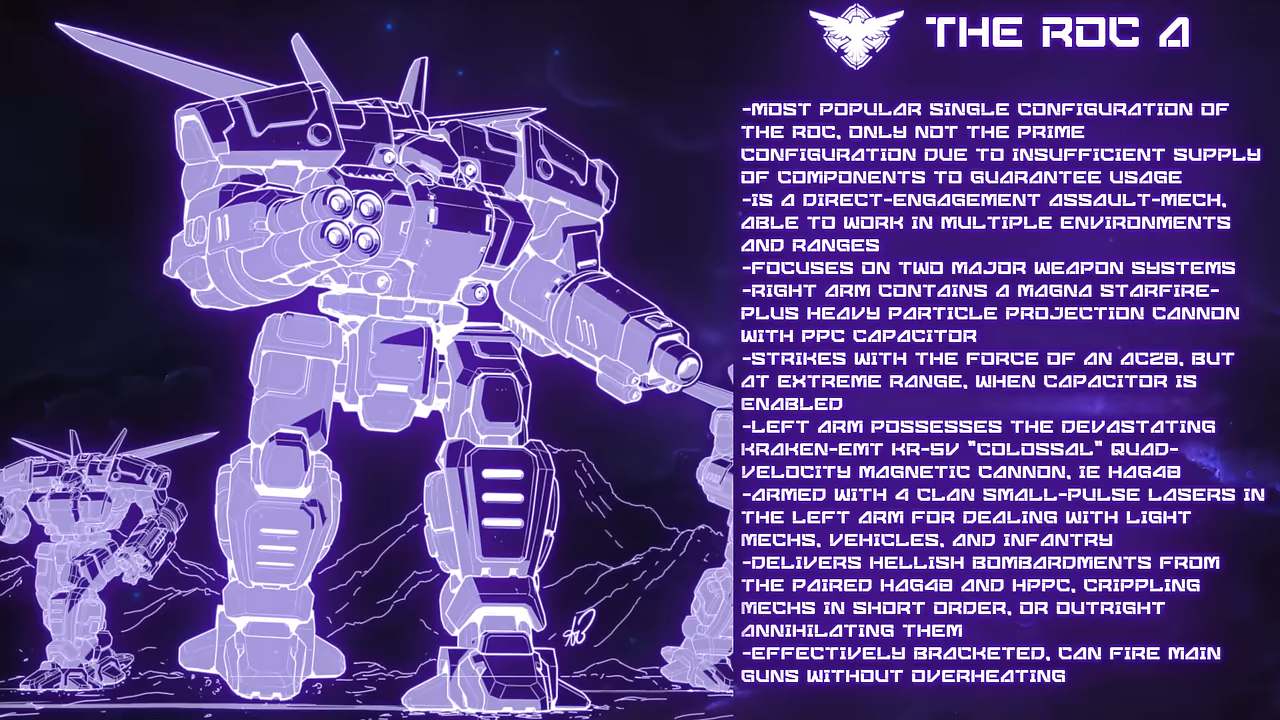 THE ROC A
-MOST POPULAR SINGLE CONFIGURATION OF
THE ROC, ONLY NOT THE PRIME
CONFIGURATION DUE TO INSUFFICIENT SUPPLY
OF COMPONENTS TO GUARANTEE USAGE
-IS A DIRECT-ENGAGEMENT ASSAULT-MECH,
ABLE TO WORK IN MULTIPLE ENVIRONMENTS
AND RANGES
-FOCUSES ON TWO MAJOR WEAPON SYSTEMS
-RIGHT ARM CONTAINS A MAGNA STARFIRE-
PLUS HEAVY PARTICLE PROJECTION CANNON
WITH PPC CAPACITOR
-STRIKES WITH THE FORCE OF AN AC20, BUT
AT EXTREME RANGE, WHEN CAPACITOR IS
ENABLED
-LEFT ARM POSSESSES THE DEVASTATING
KRAKEN-EMT KR-5V "COLOSSAL" QUAD-
VELOCITY MAGNETIC CANNON, IE HAG40
-ARMED WITH 4 CLAN SMALL-PULSE LASERS IN
THE LEFT ARM FOR DEALING WITH LIGHT
MECHS, VEHICLES, AND INFANTRY
-DELIVERS HELLISH BOMBARDMENTS FROM
THE PAIRED HAG40 AND HPPC, CRIPPLING
MECHS IN SHORT ORDER, OR OUTRIGHT
ANNIHILATING THEM
-EFFECTIVELY BRACKETED, CAN FIRE MAIN
GUNS WITHOUT OVERHEATING